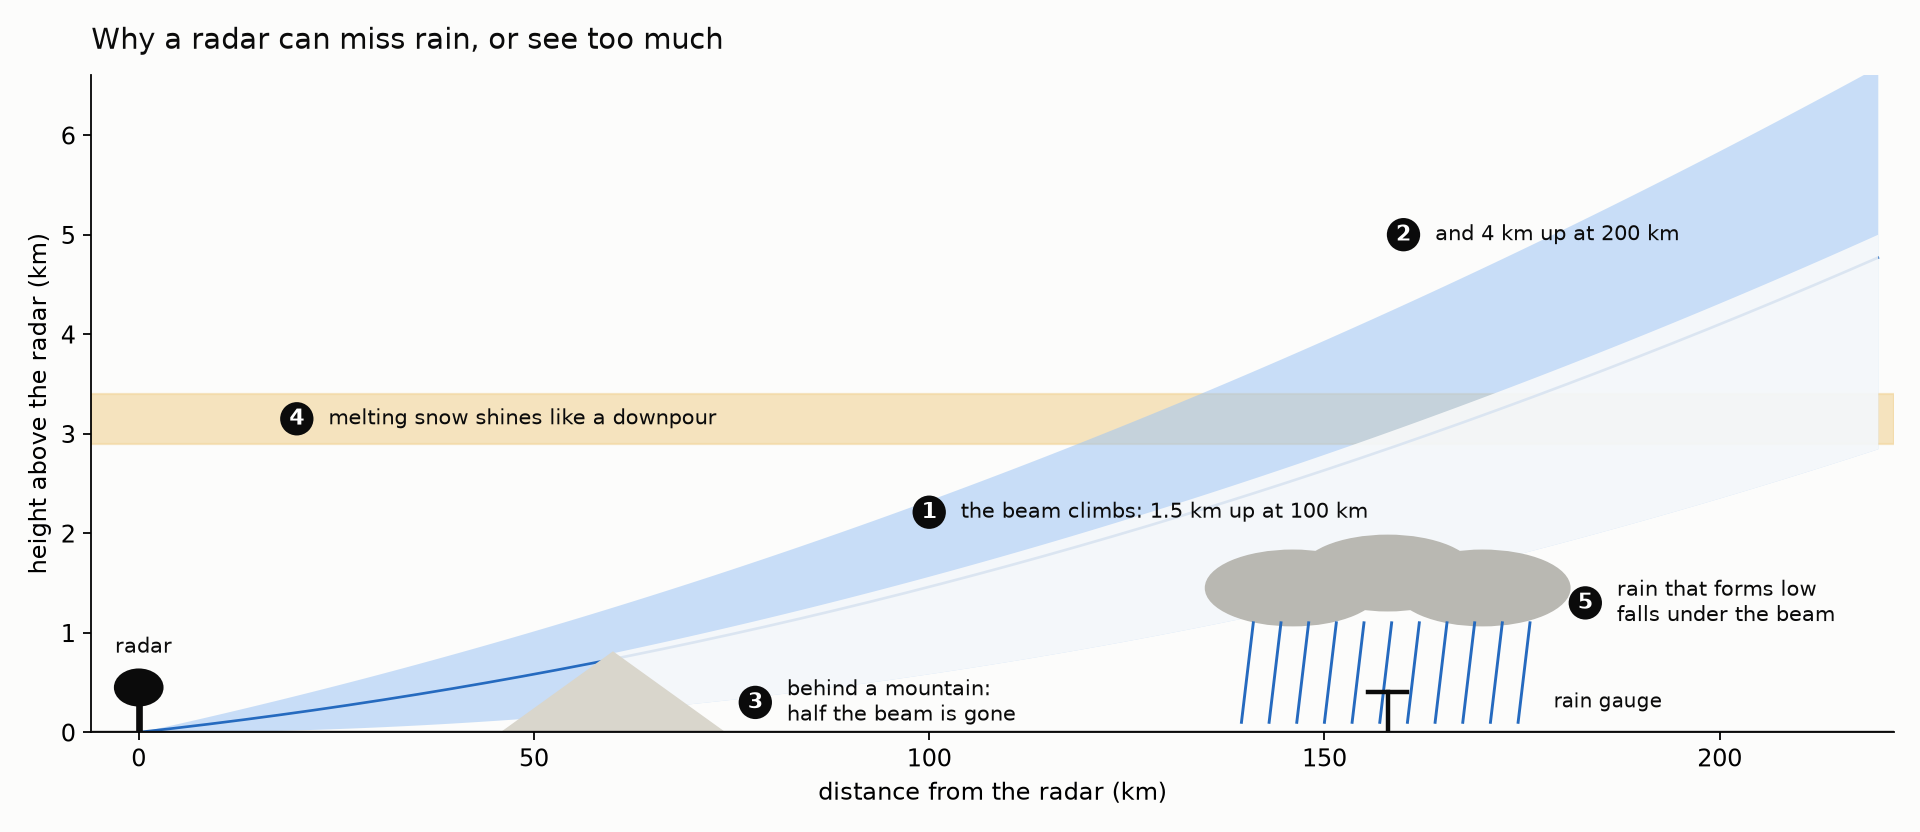 Why a radar can miss rain, or see too much
height above the radar (km)
6
5
4
3
2
1
0
2 and 4 km up at 200 km
4 melting snow shines like a downpour
1 the beam climbs: 1.5 km up at 100 km
5 rain that forms low
falls under the beam
radar
3 behind a mountain:
half the beam is gone
rain gauge
0 50 100 150 200
distance from the radar (km)